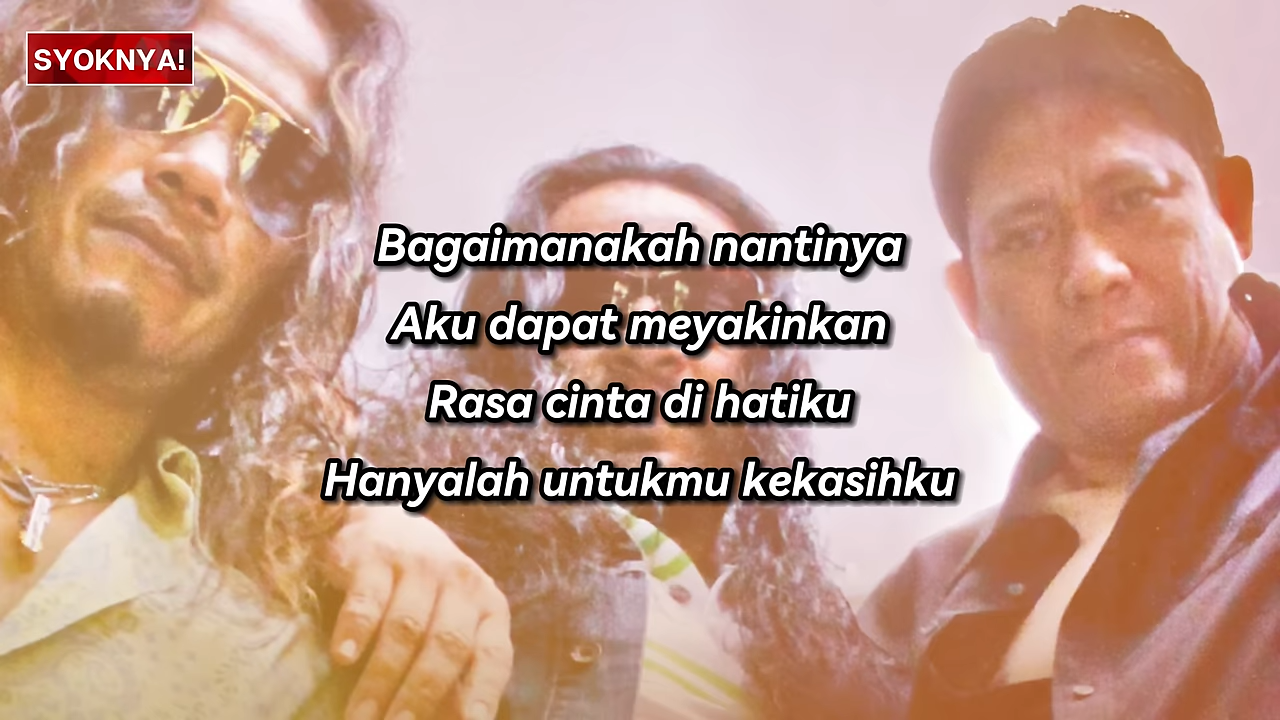 SYOKNYA!
Bagaimanakah nantinya
Aku dapat meyakinkan
Rasa cinta di hatiku
Hanyalah untukmu kekasihku